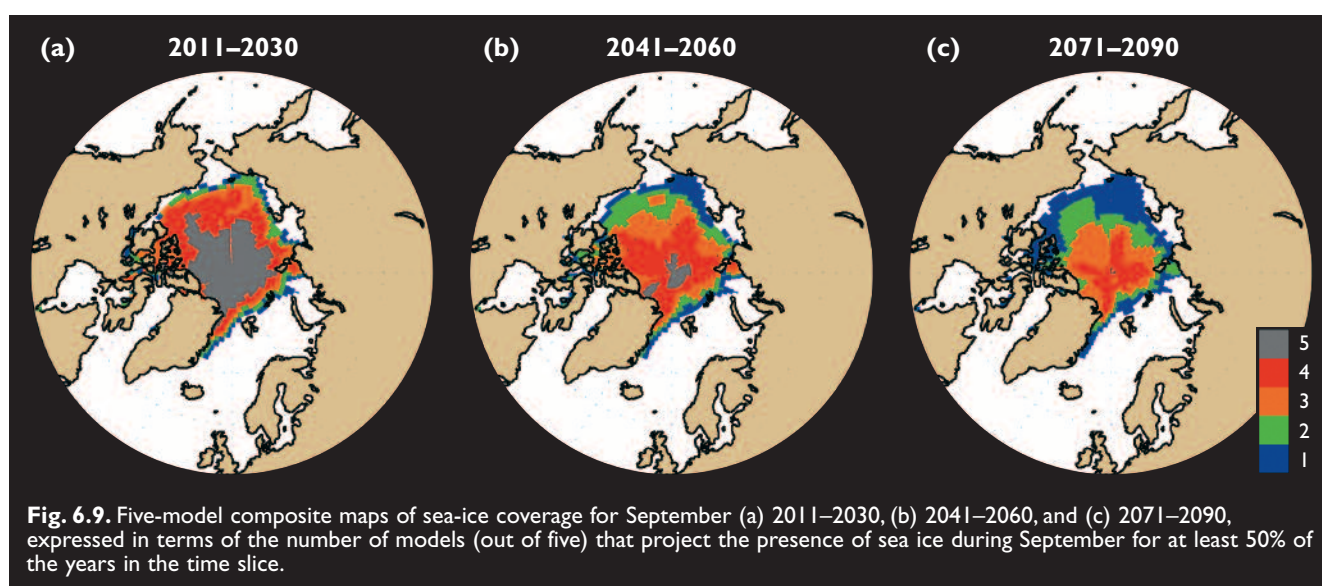 (a) 2011–2030
(b) 2041–2060
(c) 2071–2090
5
4
3
2
1
Fig. 6.9. Five-model composite maps of sea-ice coverage for September (a) 2011–2030, (b) 2041–2060, and (c) 2071–2090,
expressed in terms of the number of models (out of five) that project the presence of sea ice during September for at least 50% of
the years in the time slice.